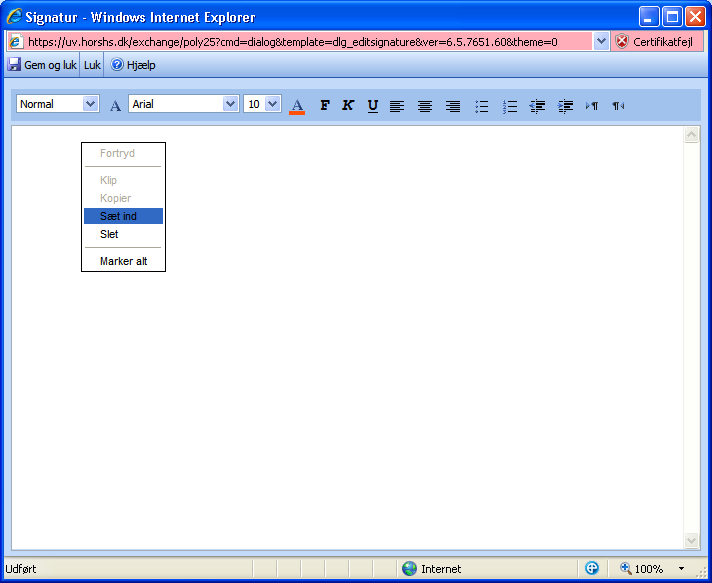 Signatur - Windows Internet Explorer
https://uv.horshs.dk/exchange/poly25?cmd=dialog&template=dlg_editsignature&ver=6.5.7651.60&theme=0 Certifikatfejl
Gem og luk Luk Hjælp
Normal A Arial 10 A F K U
Fortryd
Klip
Kopier
Sæt ind
Slet
Marker alt
Udført Internet 100%